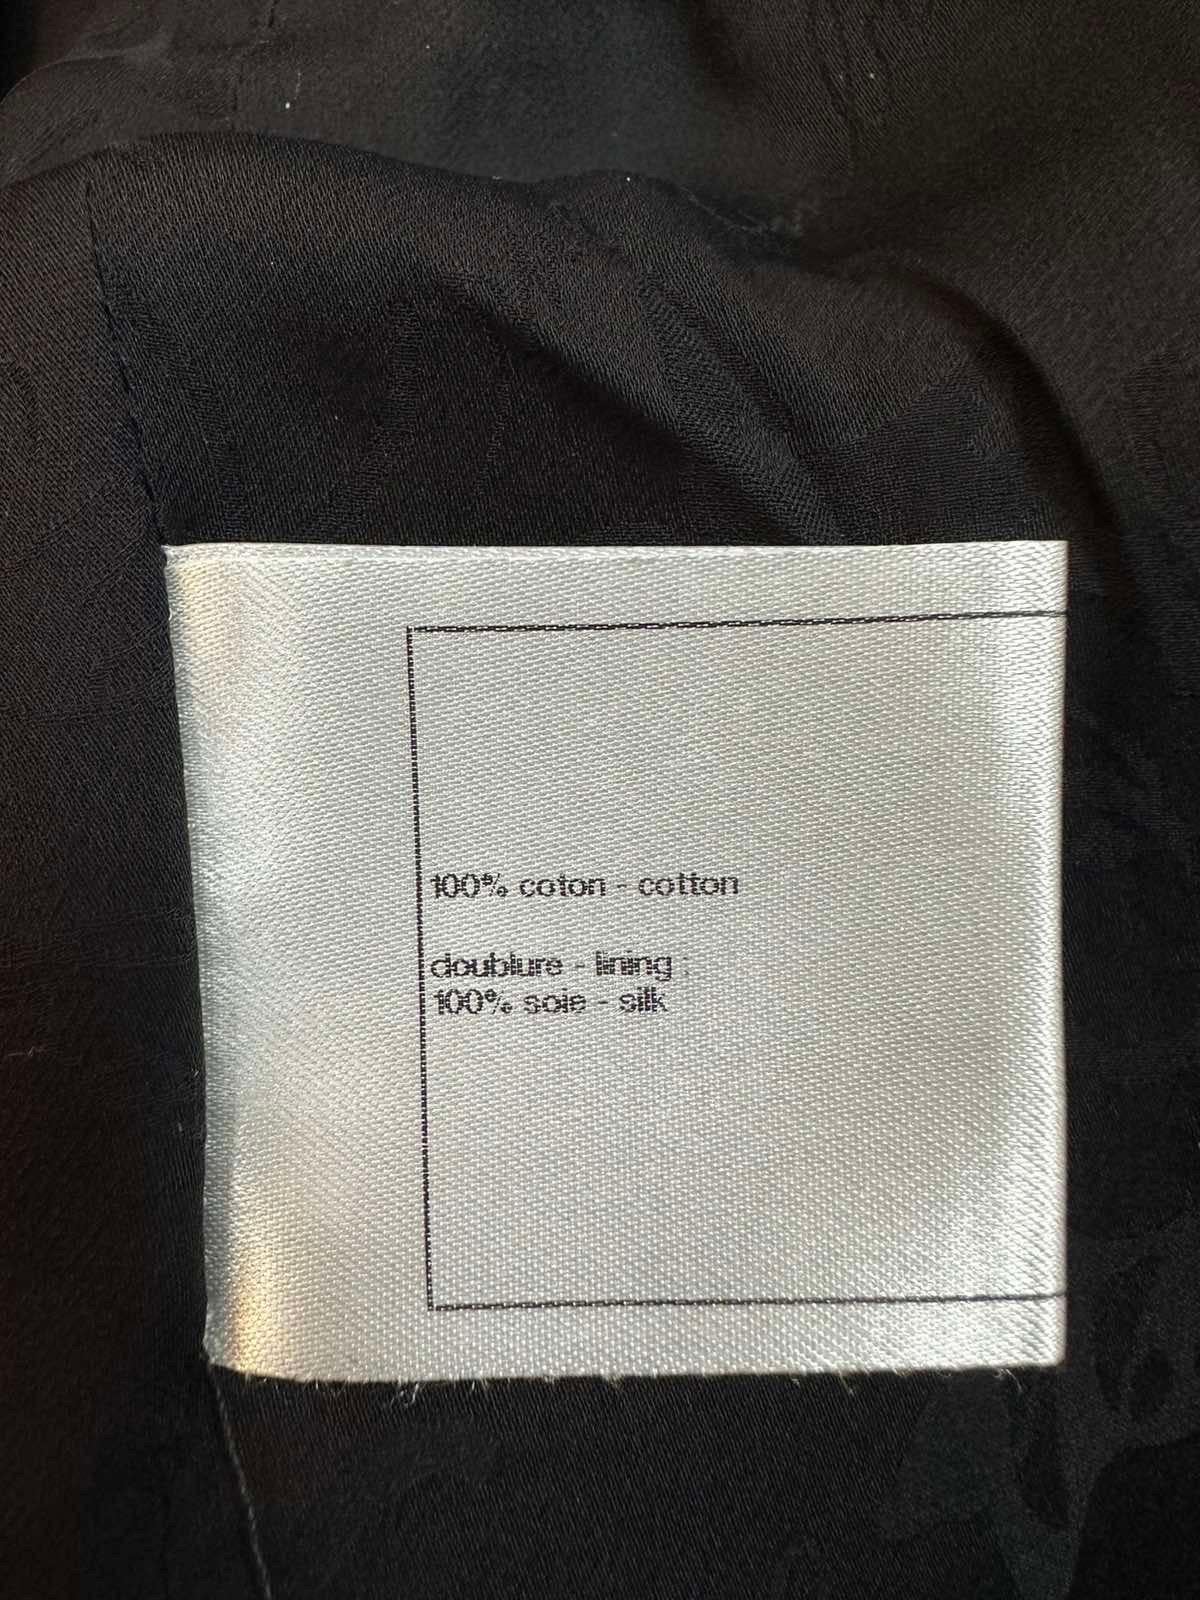 100% coton - cotton
doublure - lining :
100% soie - silk